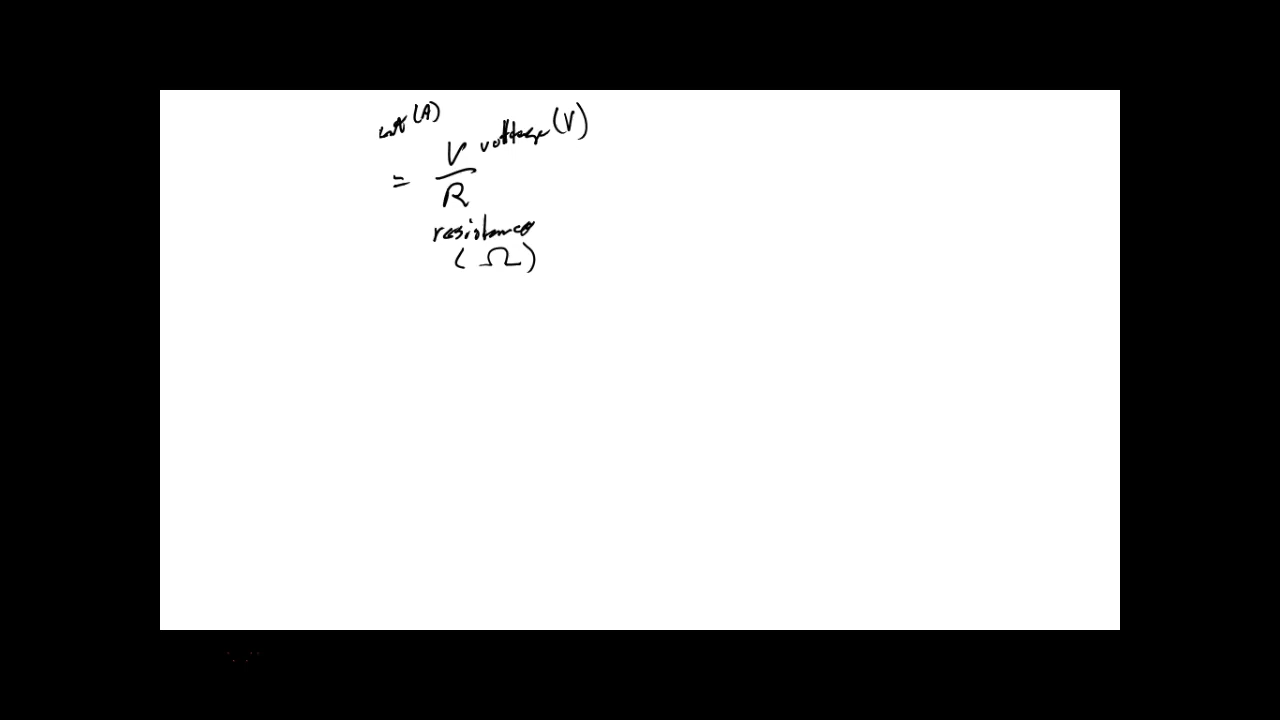 (A)
voltage (V)
= V/R
resistance
(Ω)